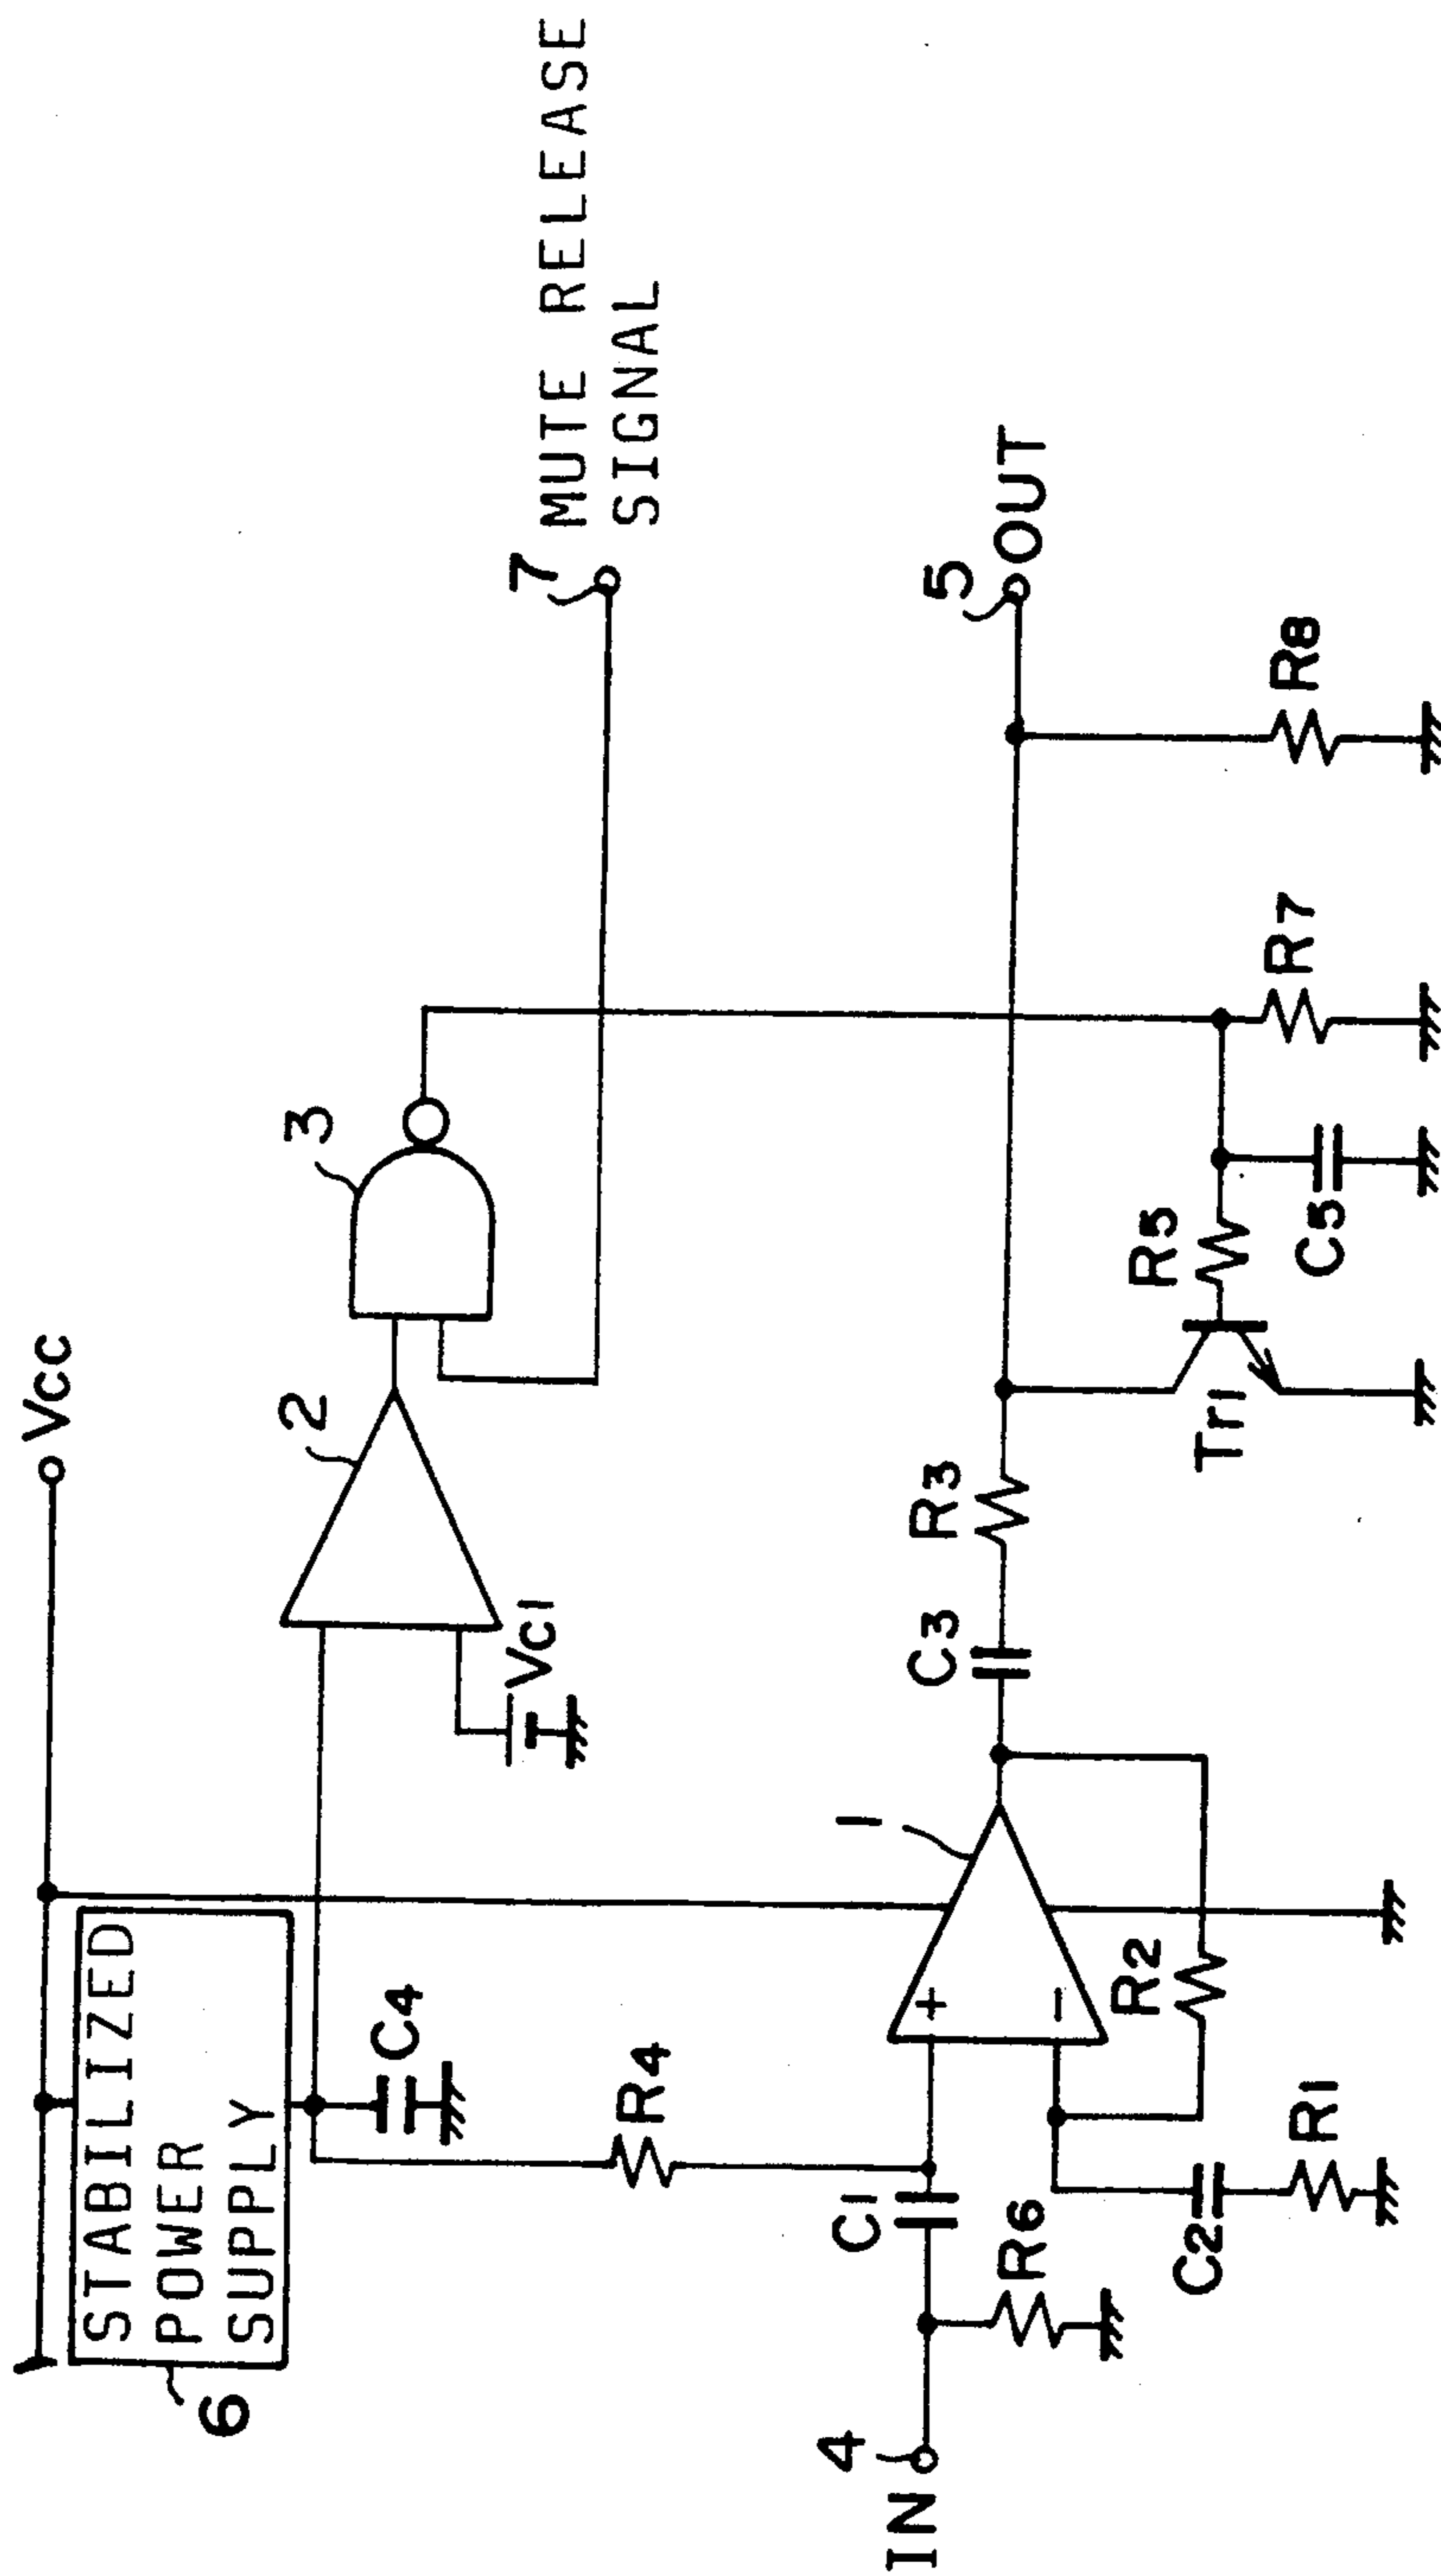 Vcc
STABILIZED
POWER
SUPPLY
6
2
3
C4
Vc1
7
MUTE RELEASE
SIGNAL
R4
1
C3
R3
5
OUT
4
IN
C1
R6
R2
C2
R1
Tr1
R5
C5
R7
R8